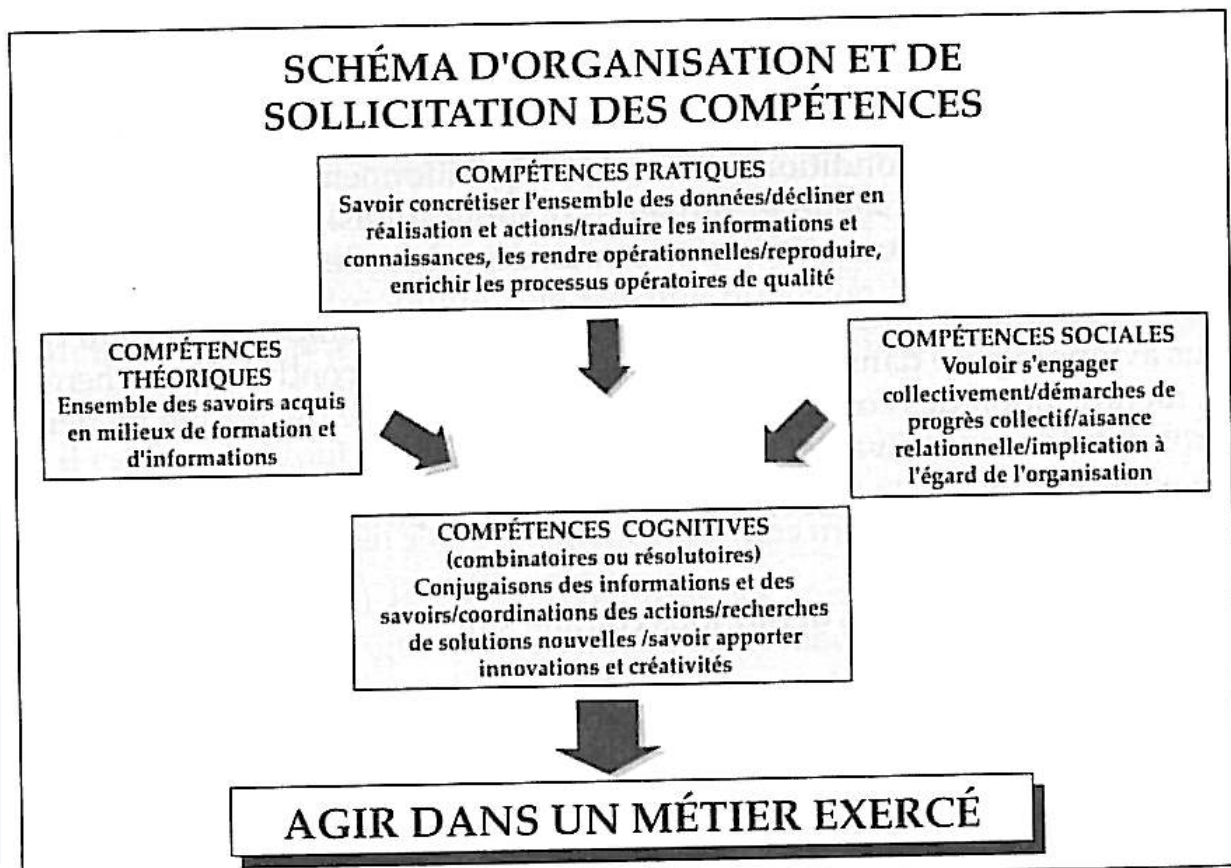 SCHÉMA D'ORGANISATION ET DE
SOLLICITATION DES COMPÉTENCES
COMPÉTENCES PRATIQUES
Savoir concrétiser l'ensemble des données/décliner en
réalisation et actions/traduire les informations et
connaissances, les rendre opérationnelles/reproduire,
enrichir les processus opératoires de qualité
COMPÉTENCES
THÉORIQUES
Ensemble des savoirs acquis
en milieux de formation et
d'informations
COMPÉTENCES SOCIALES
Vouloir s'engager
collectivement/démarches de
progrès collectif/aisance
relationnelle/implication à
l'égard de l'organisation
COMPÉTENCES COGNITIVES
(combinatoires ou résolutoires)
Conjugaisons des informations et des
savoirs/coordinations des actions/recherches
de solutions nouvelles /savoir apporter
innovations et créativités
AGIR DANS UN MÉTIER EXERCÉ